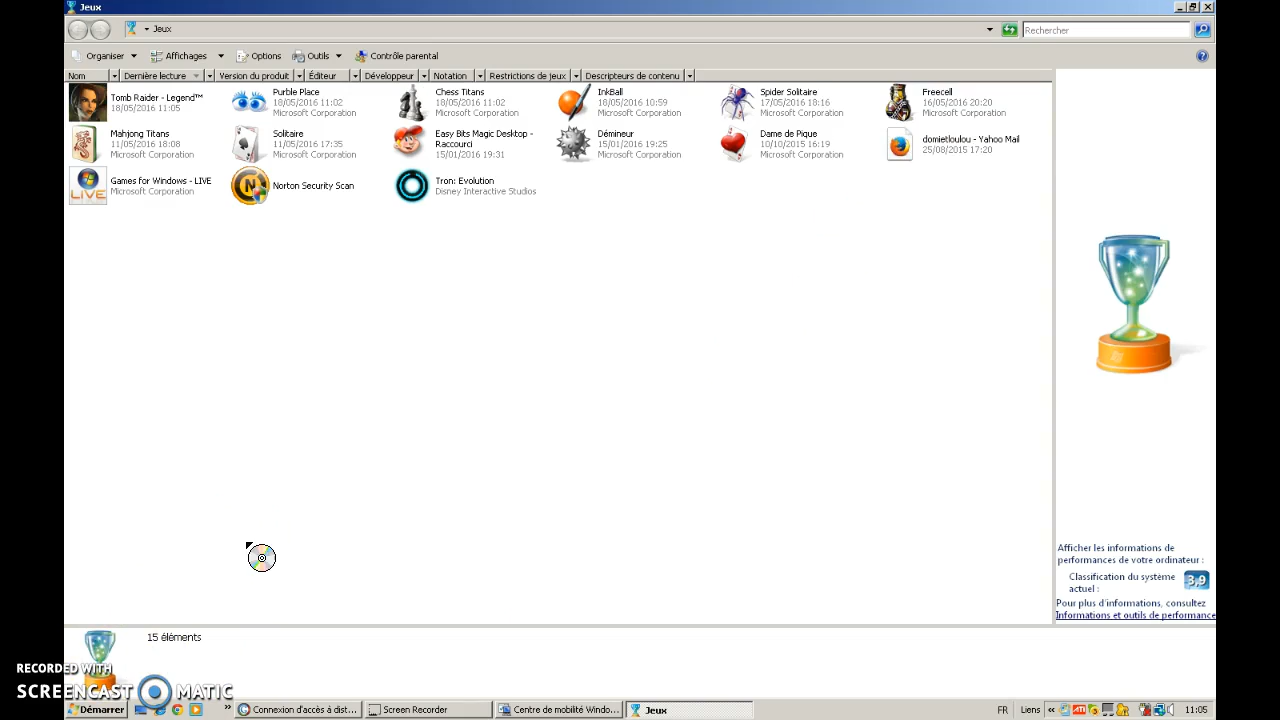 Jeux
Jeux
Rechercher
Organiser Affichages Options Outils Contrôle parental
Nom Dernière lecture Version du produit Éditeur Développeur Notation Restrictions de jeux Descripteurs de contenu
Tomb Raider - Legend™
18/05/2016 11:05
Purble Place
18/05/2016 11:02
Microsoft Corporation
Chess Titans
18/05/2016 11:02
Microsoft Corporation
InkBall
18/05/2016 10:59
Microsoft Corporation
Spider Solitaire
17/05/2016 18:16
Microsoft Corporation
Freecell
16/05/2016 20:20
Microsoft Corporation
Mahjong Titans
11/05/2016 18:08
Microsoft Corporation
Solitaire
11/05/2016 17:35
Microsoft Corporation
Easy Bits Magic Desktop -
Raccourci
15/01/2016 19:31
Démineur
15/01/2016 19:25
Microsoft Corporation
Dame de Pique
10/10/2015 16:19
Microsoft Corporation
domietloulou - Yahoo Mail
25/08/2015 17:20
LIVE
Games for Windows - LIVE
Microsoft Corporation
Norton Security Scan
Tron: Evolution
Disney Interactive Studios
Afficher les informations de
performances de votre ordinateur :
Classification du système
actuel :
3,9
Pour plus d'informations, consultez
Informations et outils de performance
15 éléments
RECORDED WITH
SCREENCAST MATIC
Démarrer
»
Connexion d'accès à dist...
Screen Recorder
Centre de mobilité Windo...
Jeux
FR
Liens
«
11:05